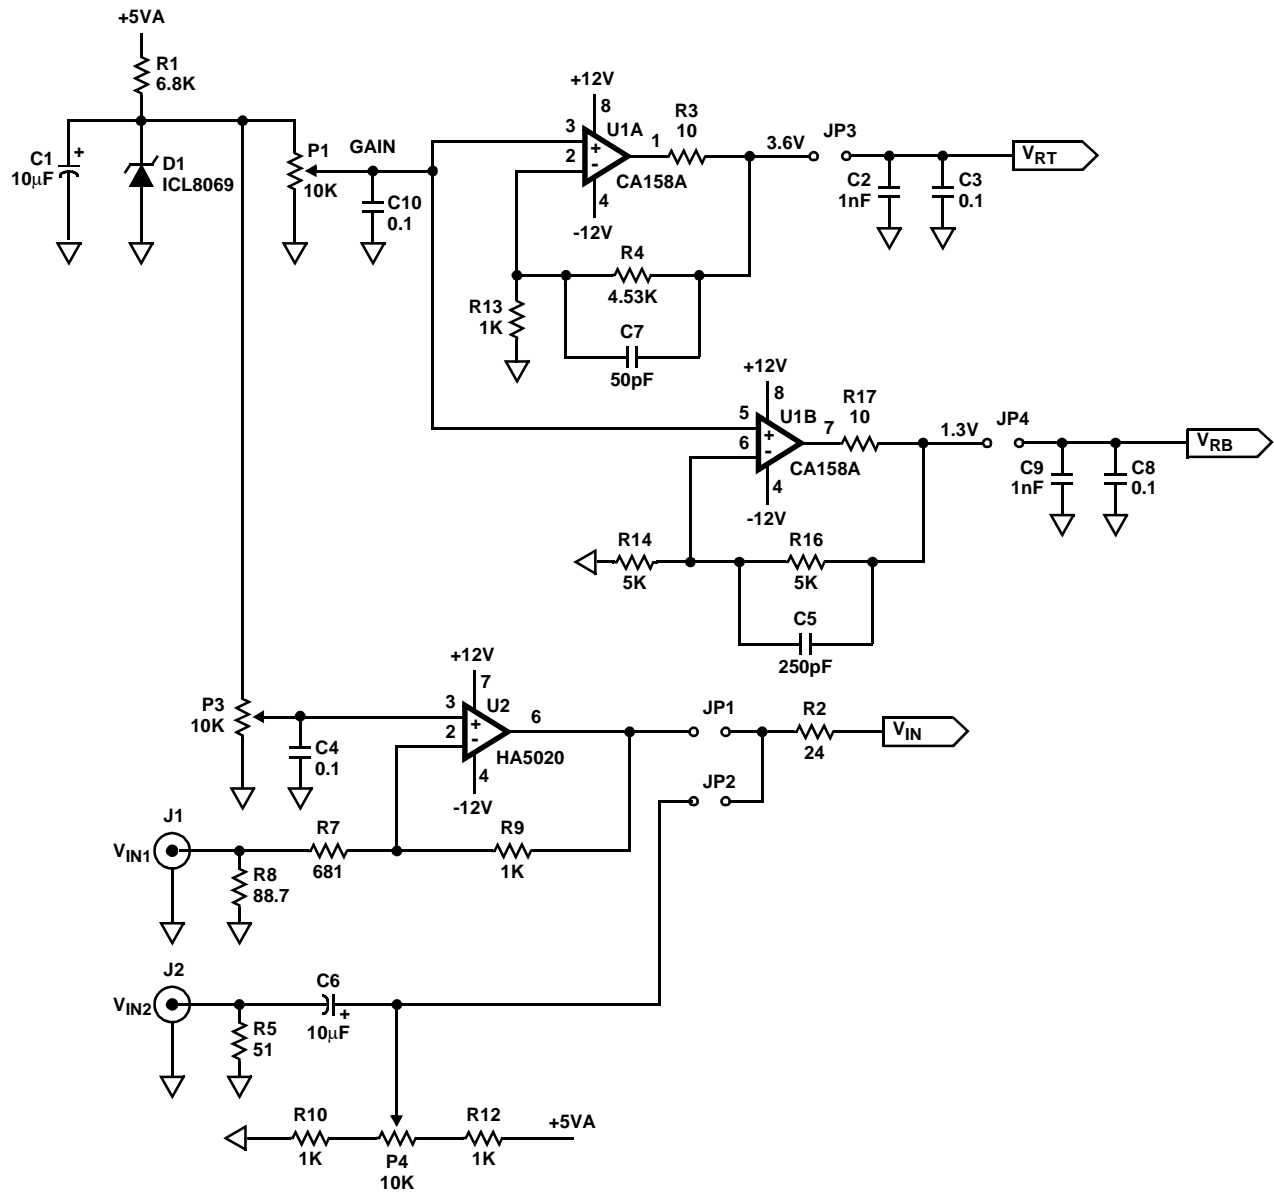 +5VA
R1
6.8K
C1
+
10μF
D1
ICL8069
P1
10K
GAIN
C10
0.1
+12V
8
3
2
+
-
U1A
1
CA158A
4
-12V
R3
10
3.6V
JP3
C2
1nF
C3
0.1
VRT
R4
4.53K
R13
1K
C7
50pF
+12V
8
5
6
+
-
U1B
7
CA158A
4
-12V
R17
10
1.3V
JP4
C9
1nF
C8
0.1
VRB
R14
5K
R16
5K
C5
250pF
P3
10K
C4
0.1
+12V
7
3
2
+
-
U2
6
HA5020
4
-12V
JP1
JP2
R2
24
VIN
J1
VIN1
R8
88.7
R7
681
R9
1K
J2
VIN2
R5
51
C6
+
10μF
R10
1K
P4
10K
R12
1K
+5VA